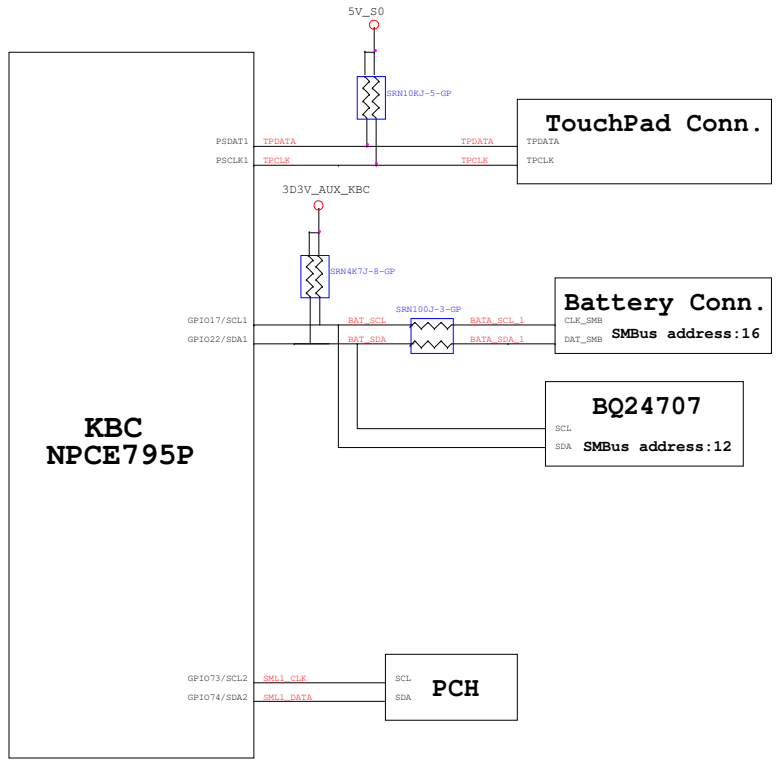 5V_S0
SRN10KJ-5-GP
TouchPad Conn.
PSDAT1 TPDATA TPDATA TPDATA
PSCLK1 TPCLK TPCLK TPCLK
3D3V_AUX_KBC
SRN4K7J-8-GP
Battery Conn.
SRN100J-3-GP
GPIO17/SCL1 BAT_SCL BATA_SCL_1 CLK_SMB
SMBus address:16
GPIO22/SDA1 BAT_SDA BATA_SDA_1 DAT_SMB
BQ24707
SCL
SDA SMBus address:12
KBC
NPCE795P
GPIO73/SCL2 SML1_CLK SCL
PCH
GPIO74/SDA2 SML1_DATA SDA